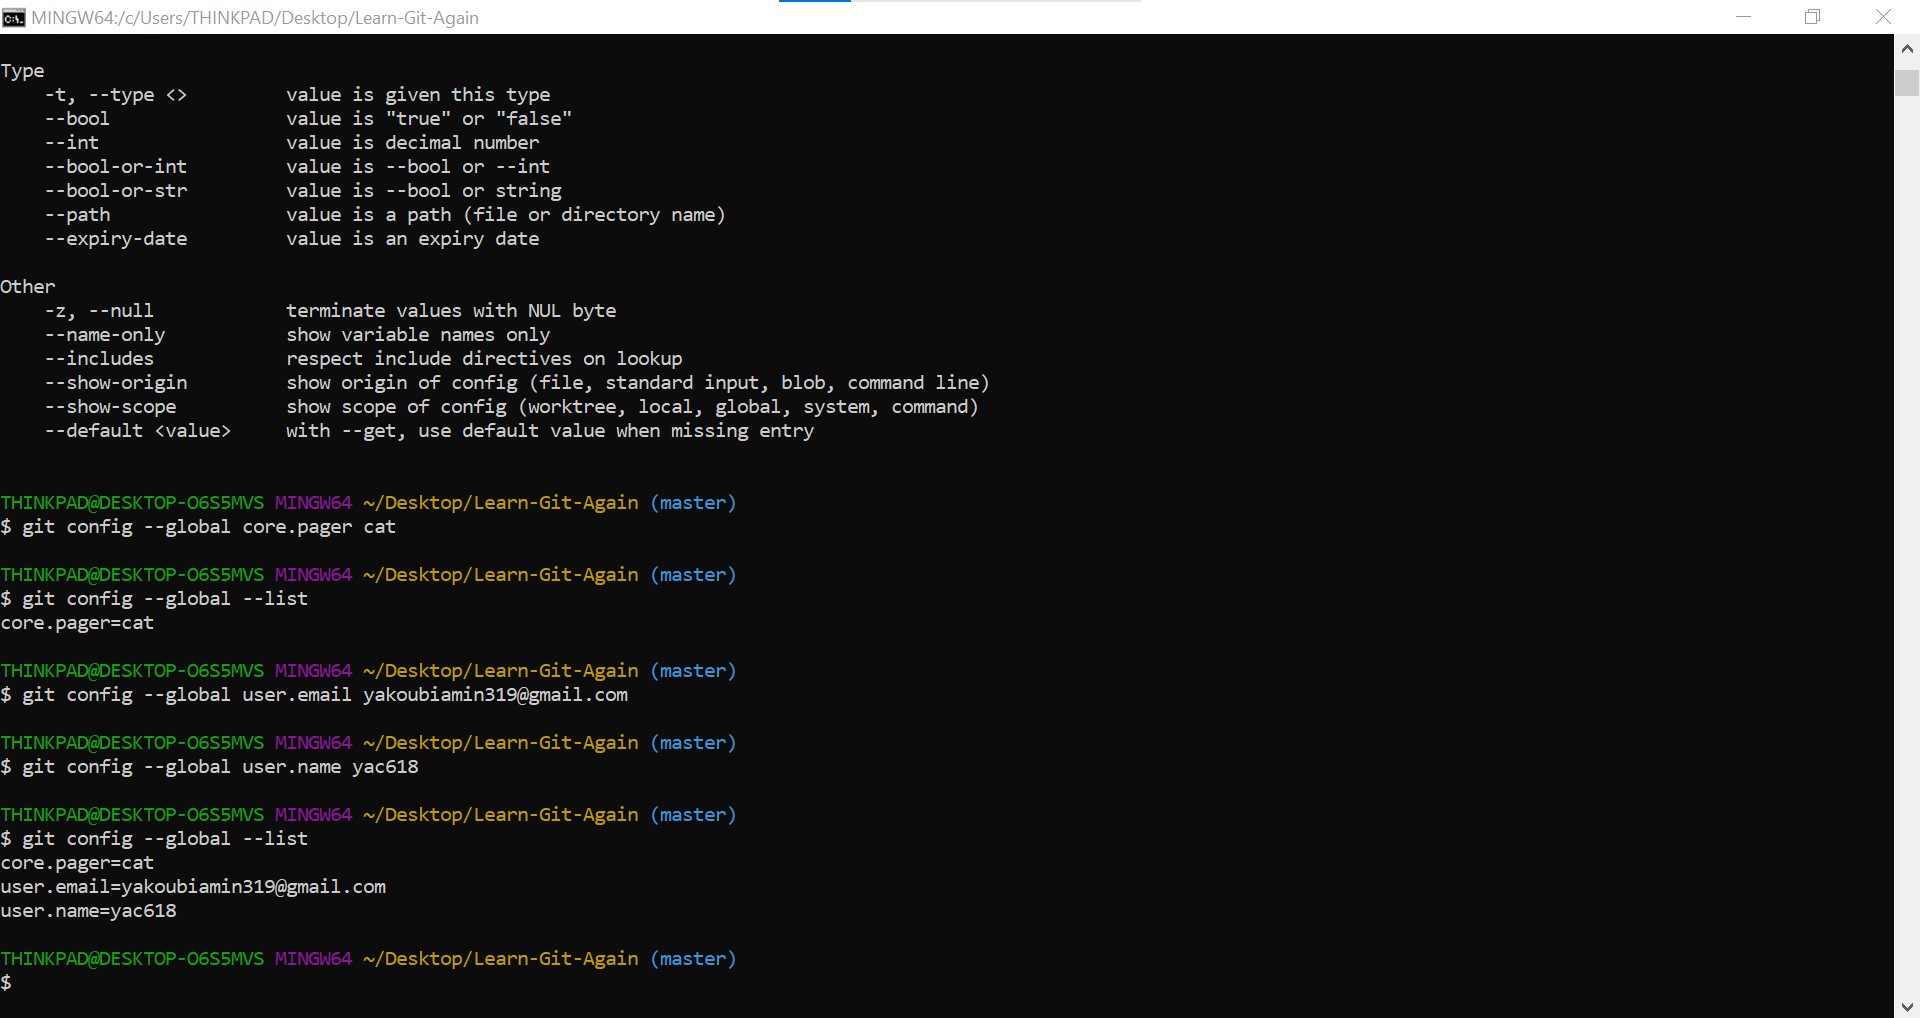 MINGW64:/c/Users/THINKPAD/Desktop/Learn-Git-Again
Type
    -t, --type <>         value is given this type
    --bool                value is "true" or "false"
    --int                 value is decimal number
    --bool-or-int         value is --bool or --int
    --bool-or-str         value is --bool or string
    --path                value is a path (file or directory name)
    --expiry-date         value is an expiry date
Other
    -z, --null            terminate values with NUL byte
    --name-only           show variable names only
    --includes            respect include directives on lookup
    --show-origin         show origin of config (file, standard input, blob, command line)
    --show-scope          show scope of config (worktree, local, global, system, command)
    --default <value>     with --get, use default value when missing entry
THINKPAD@DESKTOP-O6S5MVS MINGW64 ~/Desktop/Learn-Git-Again (master)
$ git config --global core.pager cat
THINKPAD@DESKTOP-O6S5MVS MINGW64 ~/Desktop/Learn-Git-Again (master)
$ git config --global --list
core.pager=cat
THINKPAD@DESKTOP-O6S5MVS MINGW64 ~/Desktop/Learn-Git-Again (master)
$ git config --global user.email yakoubiamin319@gmail.com
THINKPAD@DESKTOP-O6S5MVS MINGW64 ~/Desktop/Learn-Git-Again (master)
$ git config --global user.name yac618
THINKPAD@DESKTOP-O6S5MVS MINGW64 ~/Desktop/Learn-Git-Again (master)
$ git config --global --list
core.pager=cat
user.email=yakoubiamin319@gmail.com
user.name=yac618
THINKPAD@DESKTOP-O6S5MVS MINGW64 ~/Desktop/Learn-Git-Again (master)
$